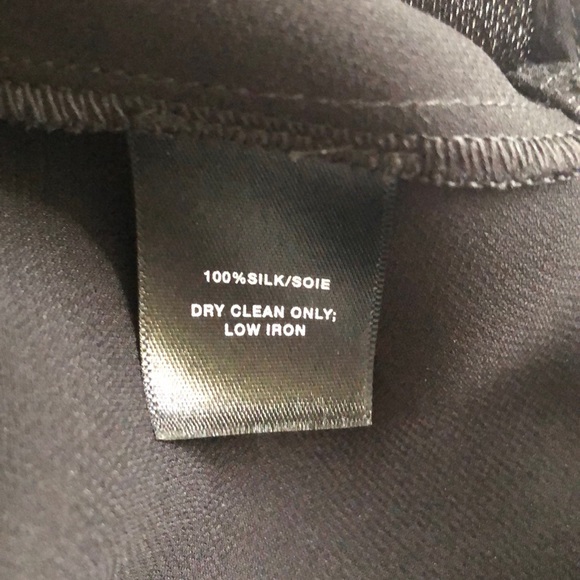 100%SILK/SOIE
DRY CLEAN ONLY;
LOW IRON